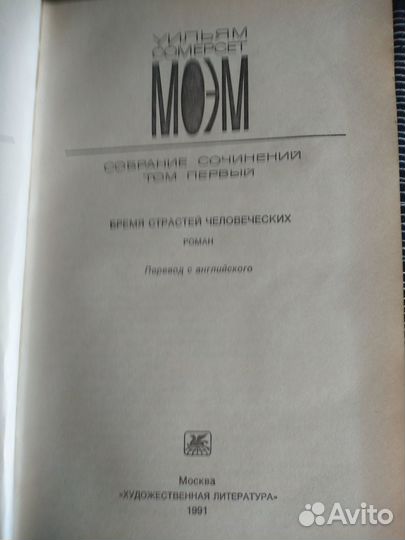 УИЛЬЯМ
СОМЕРСЕТ
МОЭМ
СОБРАНИЕ СОЧИНЕНИЙ
ТОМ ПЕРВЫЙ
БРЕМЯ СТРАСТЕЙ ЧЕЛОВЕЧЕСКИХ
РОМАН
Перевод с английского
Москва
«ХУДОЖЕСТВЕННАЯ ЛИТЕРАТУРА»
1991
Avito